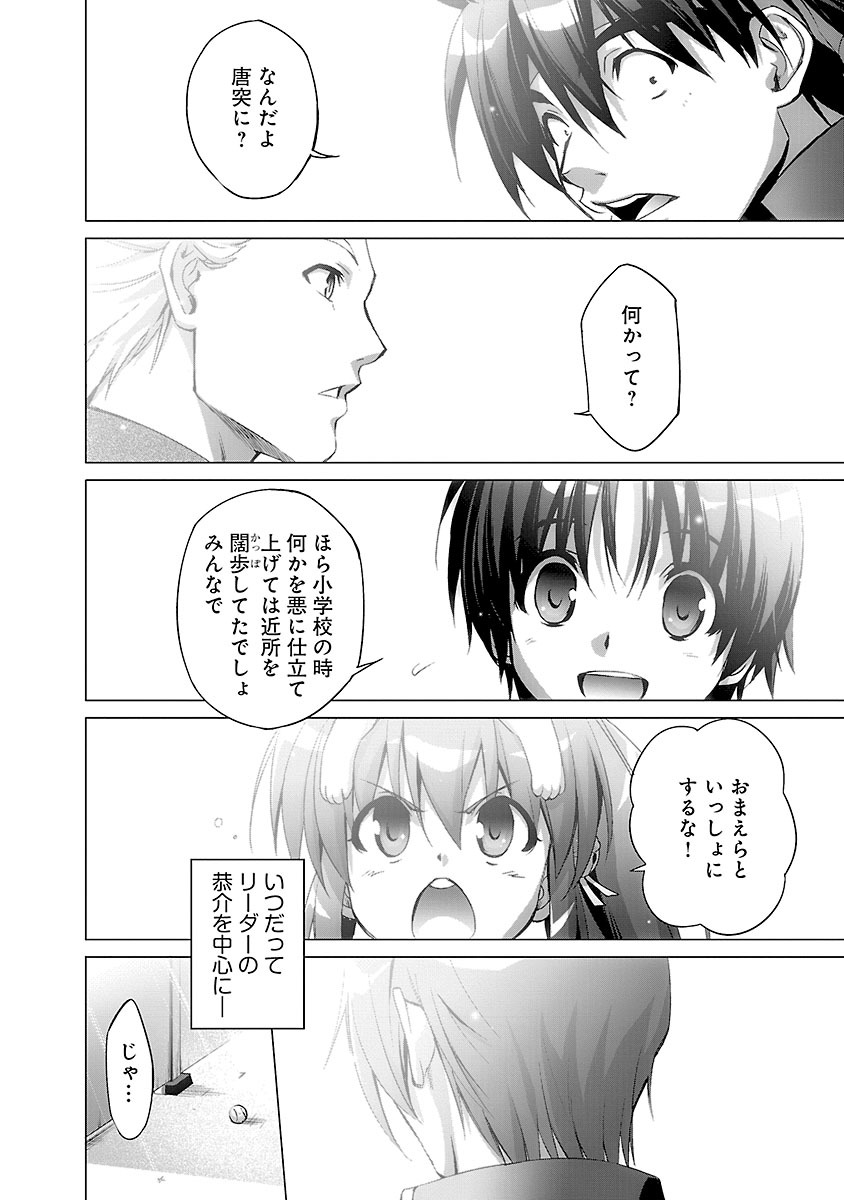 なんだよ
唐突に？
何かって？
ほら小学校の時
何かを悪に仕立て
上げては近所を
闊歩してたでしょ
かっぽ
みんなで
おまえらと
いっしょに
するな！
いつだって
リーダーの
恭介を中心に―
じゃ…